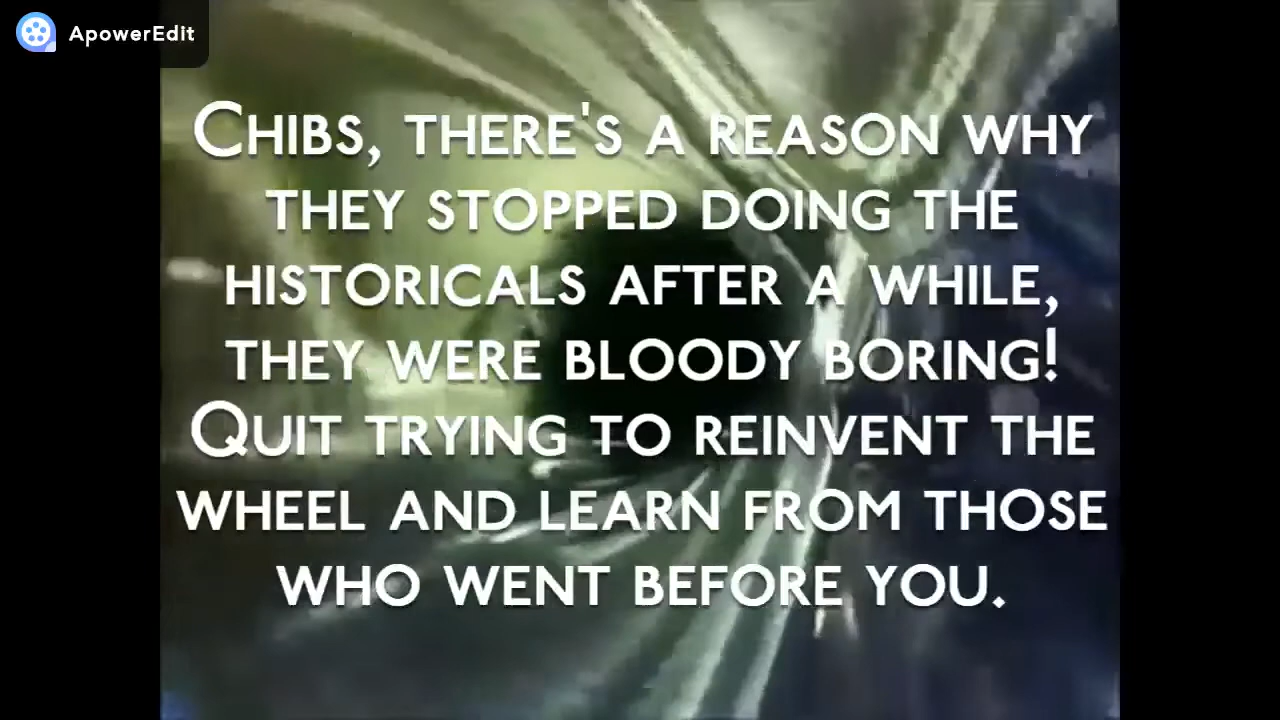 ApowerEdit
Chibs, there's a reason why
they stopped doing the
historicals after a while,
they were bloody boring!
Quit trying to reinvent the
wheel and learn from those
who went before you.